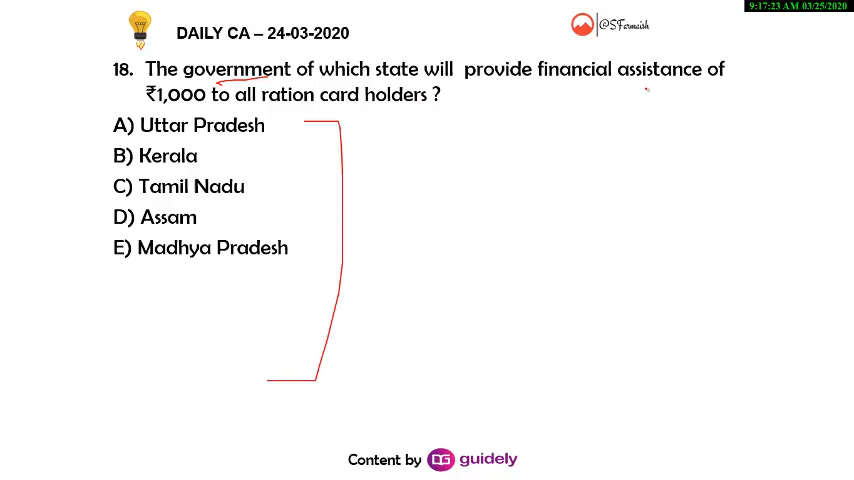 9:17:23 AM 03/25/2020
@SFarmaish
DAILY CA – 24-03-2020
18. The government of which state will provide financial assistance of
₹1,000 to all ration card holders ?
A) Uttar Pradesh
B) Kerala
C) Tamil Nadu
D) Assam
E) Madhya Pradesh
Content by DG guidely